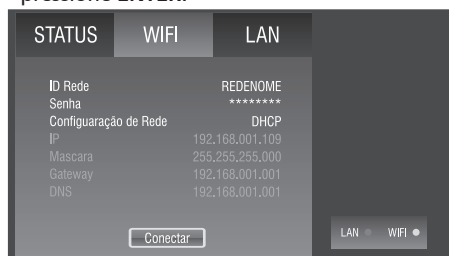 pressione ENTER.
STATUS WIFI LAN
ID Rede REDENOME
Senha ********
Configuaração de Rede DHCP
IP 192.168.001.109
Mascara 255.255.255.000
Gateway 192.168.001.001
DNS 192.168.001.001
Conectar
LAN WIFI